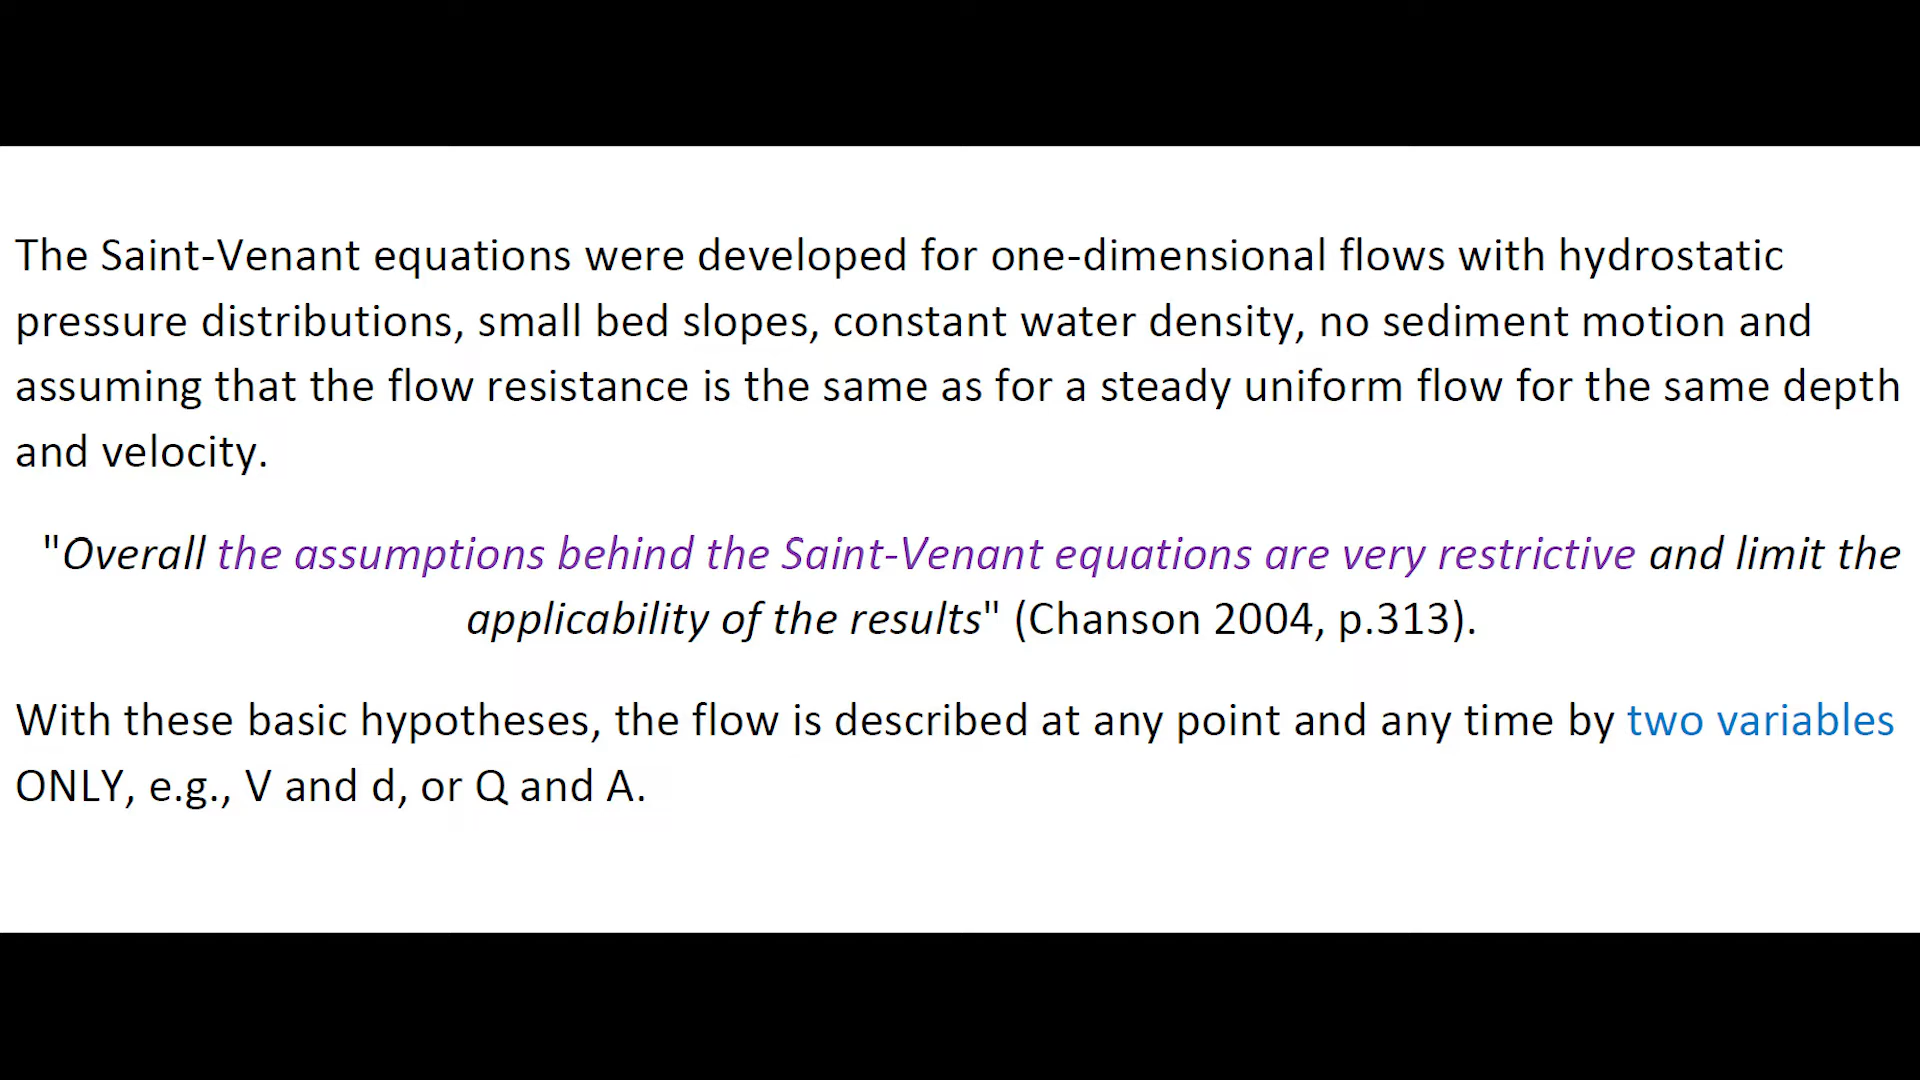 The Saint-Venant equations were developed for one-dimensional flows with hydrostatic
pressure distributions, small bed slopes, constant water density, no sediment motion and
assuming that the flow resistance is the same as for a steady uniform flow for the same depth
and velocity.
"Overall the assumptions behind the Saint-Venant equations are very restrictive and limit the
applicability of the results" (Chanson 2004, p.313).
With these basic hypotheses, the flow is described at any point and any time by two variables
ONLY, e.g., V and d, or Q and A.